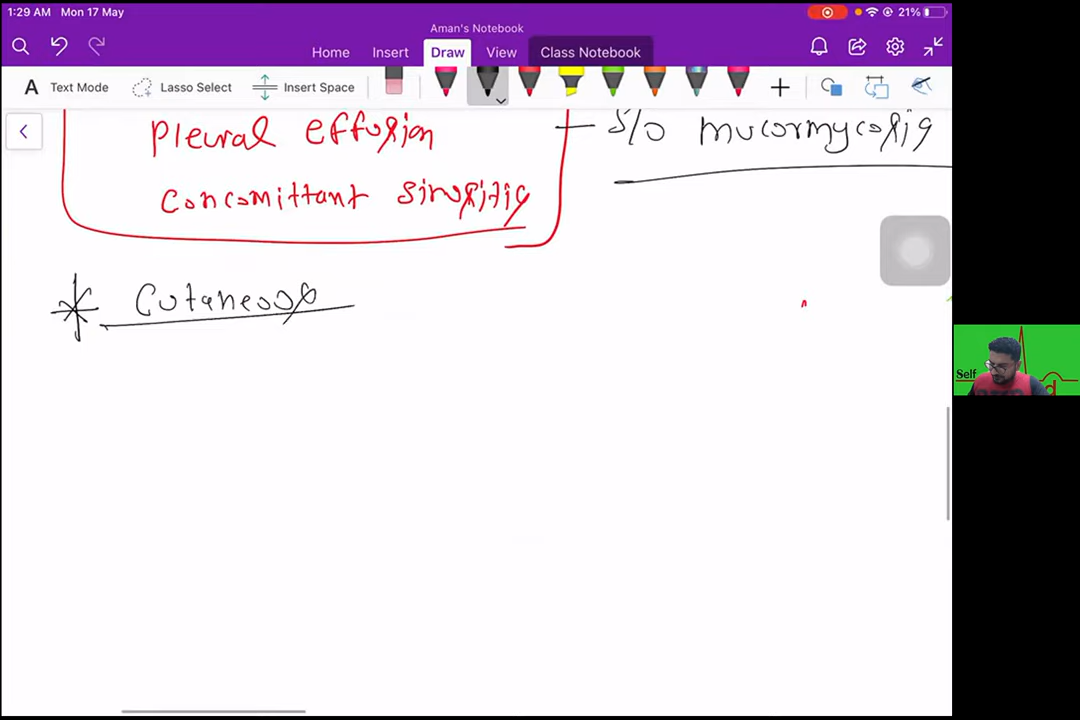 1:29 AM Mon 17 May
21%
Aman's Notebook
Home Insert Draw View Class Notebook
A Text Mode Lasso Select Insert Space
Pleural effusion
S/o mucormycosis
concomittant sinusitis
* Cutaneous
Self d